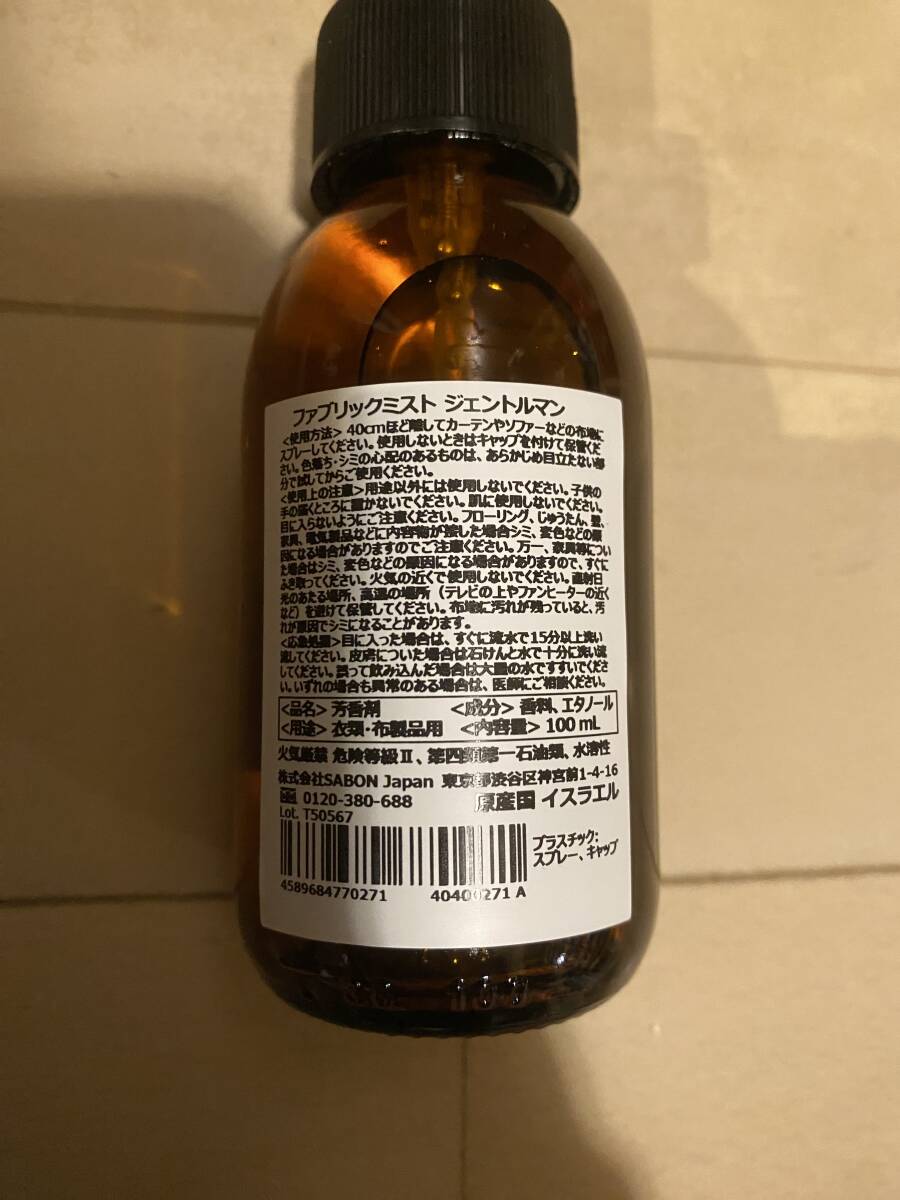 ファブリックミスト ジェントルマン
<使用方法> 40cmほど離してカーテンやソファーなどの布地に
スプレーしてください。使用しないときはキャップを付けて保管くだ
さい。色落ち・シミの心配のあるものは、あらかじめ目立たない部
分で試してからご使用ください。
<使用上の注意>用途以外には使用しないでください。子供の
手の届くところに置かないでください。肌に使用しないでください。
目に入らないようにご注意ください。フローリング、じゅうたん、壁、
家具、電気製品などに内容物が接した場合シミ、変色などの原
因になる場合がありますのでご注意ください。万一、家具等につい
た場合はシミ、変色などの原因になる場合がありますので、すぐに
ふき取ってください。火気の近くで使用しないでください。直射日
光のあたる場所、高温の場所（テレビの上やファンヒーターの近く
など）を避けて保管してください。布地に汚れが残っていると、汚
れが原因でシミになることがあります。
<応急処置>目に入った場合は、すぐに流水で15分以上洗い
流してください。皮膚についた場合は石けんと水で十分に洗い流
してください。誤って飲み込んだ場合は大量の水ですすいでくださ
い。いずれの場合も異常のある場合は、医師にご相談ください。
<品名> 芳香剤 <成分> 香料、エタノール
<用途> 衣類・布製品用 <内容量> 100 mL
火気厳禁 危険等級Ⅱ、第四類第一石油類、水溶性
株式会社SABON Japan 東京都渋谷区神宮前1-4-16
0120-380-688 原産国 イスラエル
Lot. T50567
プラスチック:
スプレー、キャップ
4589684770271 40400271 A